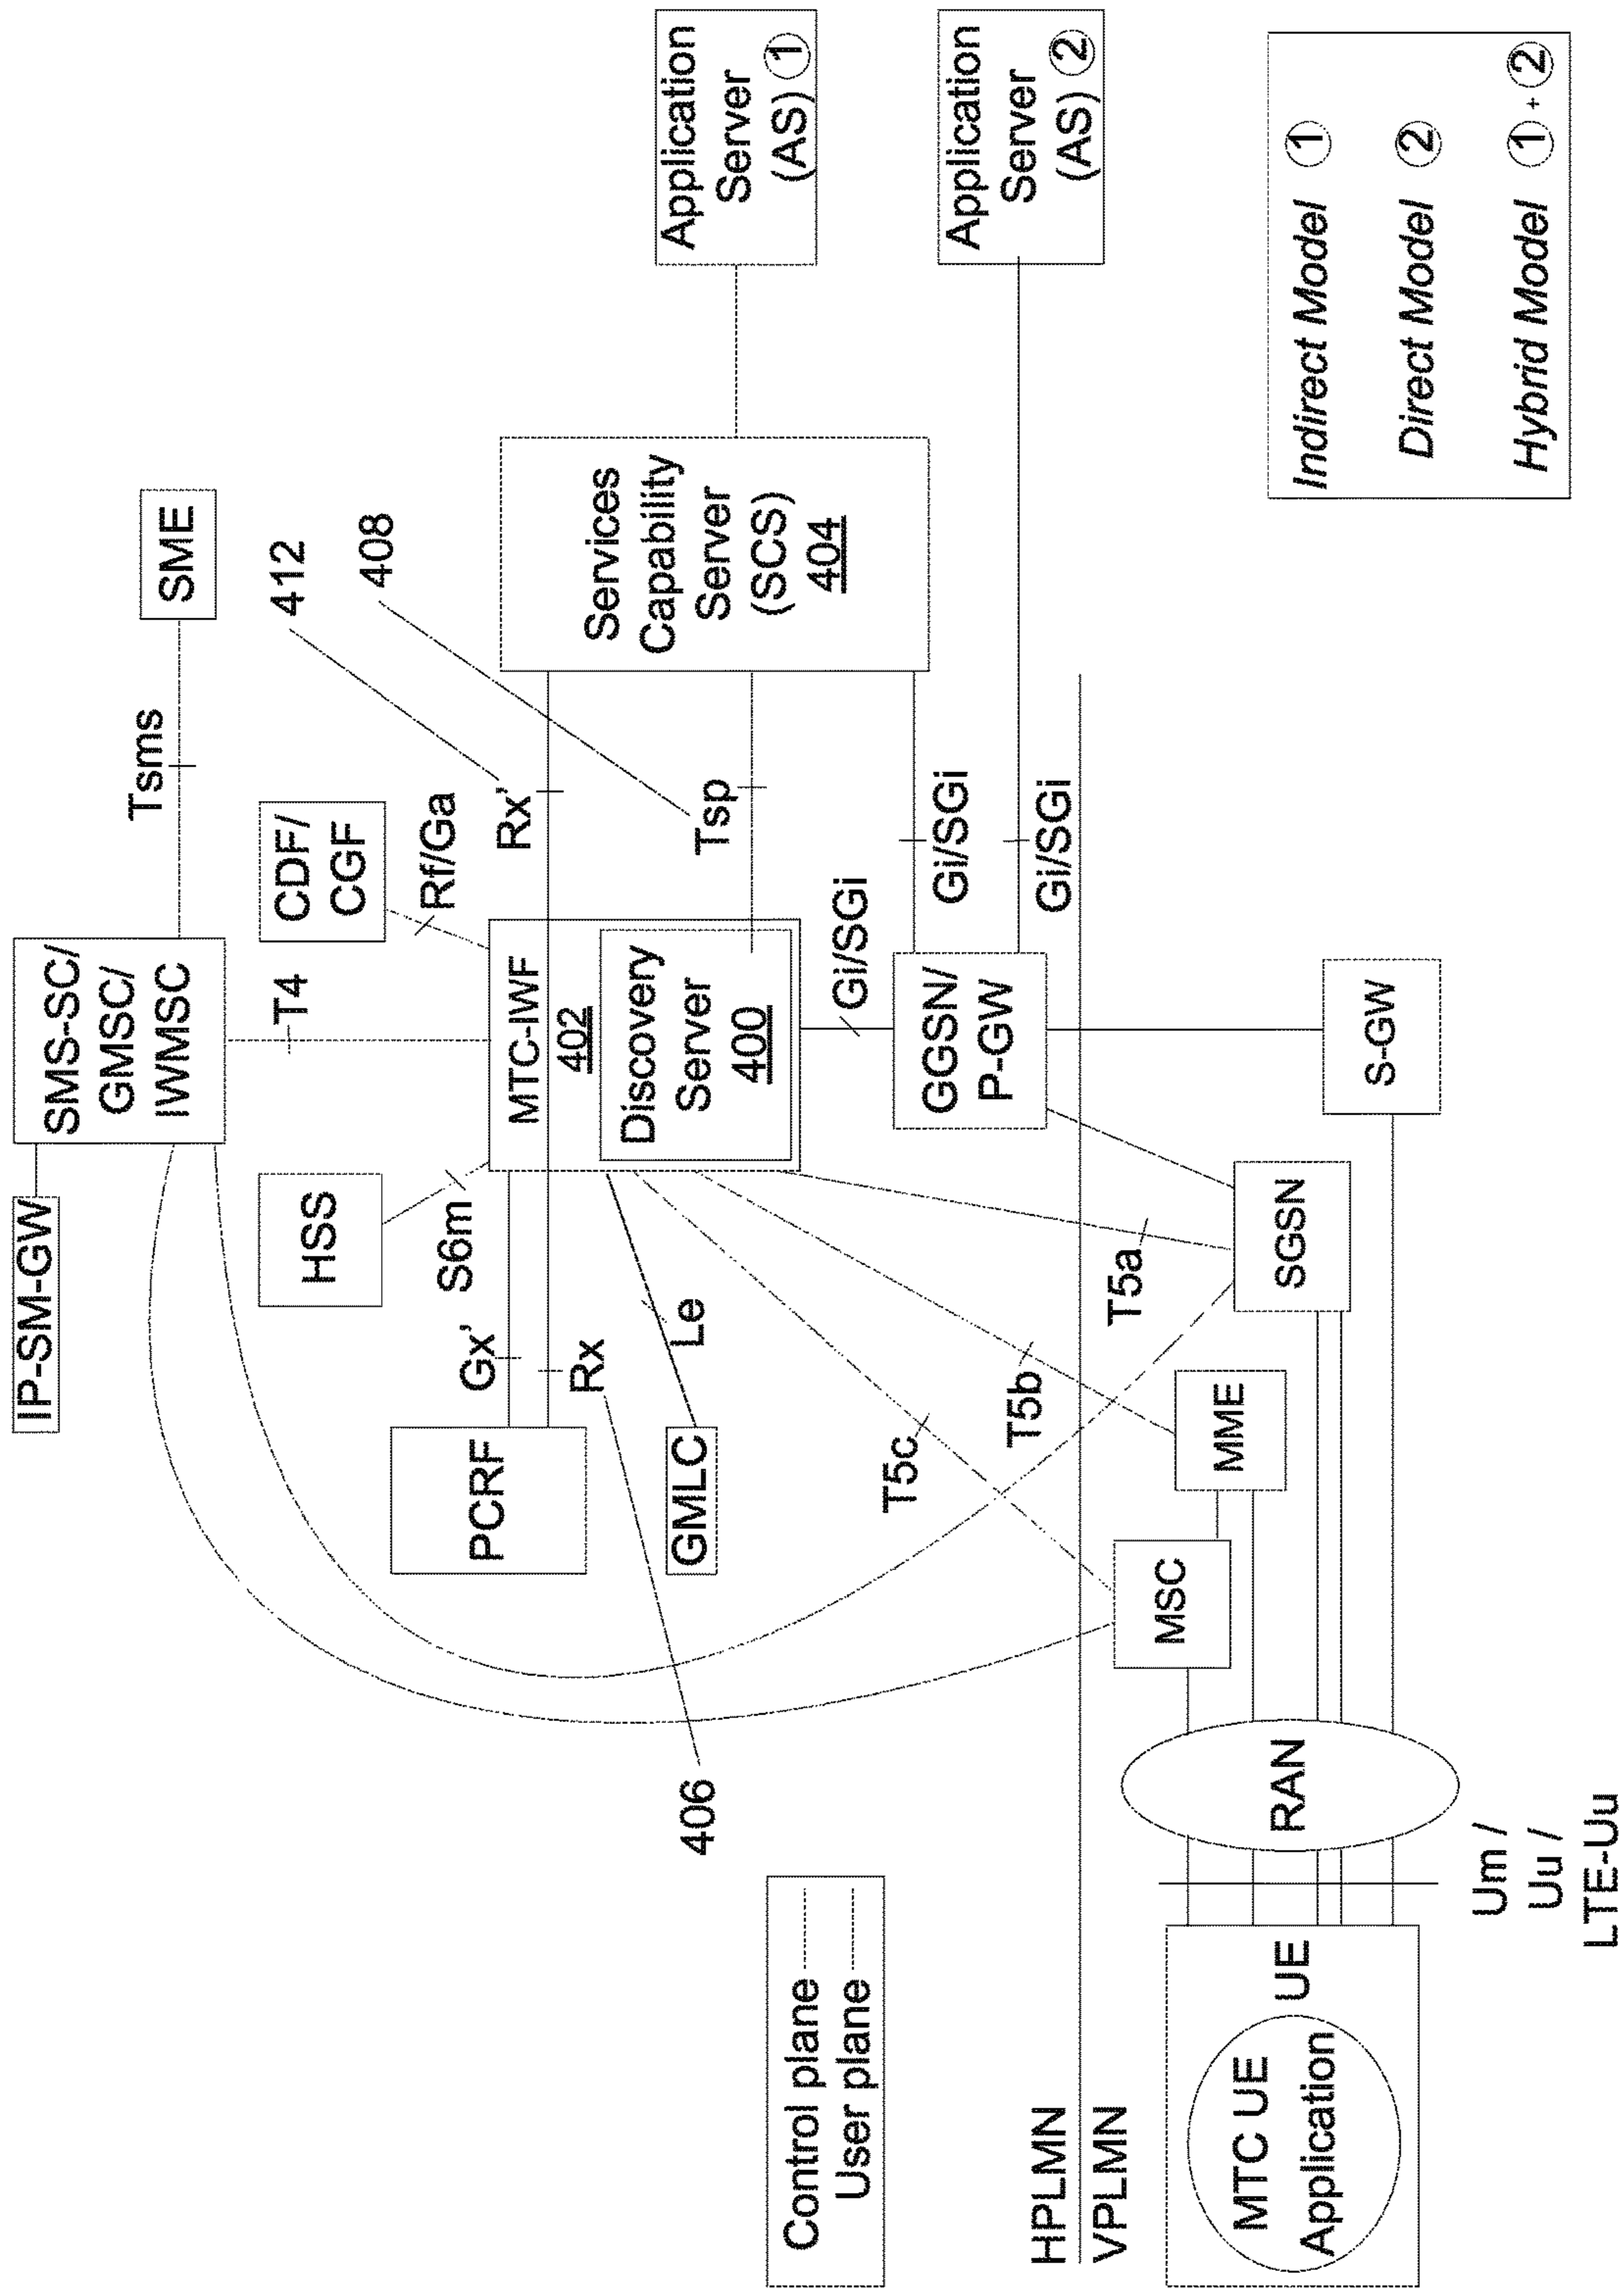 IP-SM-GW
SMS-SC/
GMSC/
IWMSC
Tsms
SME
T4
HSS
CDF/
CGF
S6m
Rf/Ga
412
408
Gx'
Rx
Rx'
Tsp
PCRF
GMLC
Le
MTC-IWF
402
Discovery
Server
400
Services
Capability
Server
(SCS)
404
Application
Server
(AS) 1
Application
Server
(AS) 2
406
Control plane
User plane
T5c
T5b
T5a
Gi/SGi
Gi/SGi
Gi/SGi
GGSN/
P-GW
HPLMN
VPLMN
MSC
MME
SGSN
S-GW
UE
MTC UE
Application
RAN
Um /
Uu /
LTE-Uu
Indirect Model 1
Direct Model 2
Hybrid Model 1 + 2